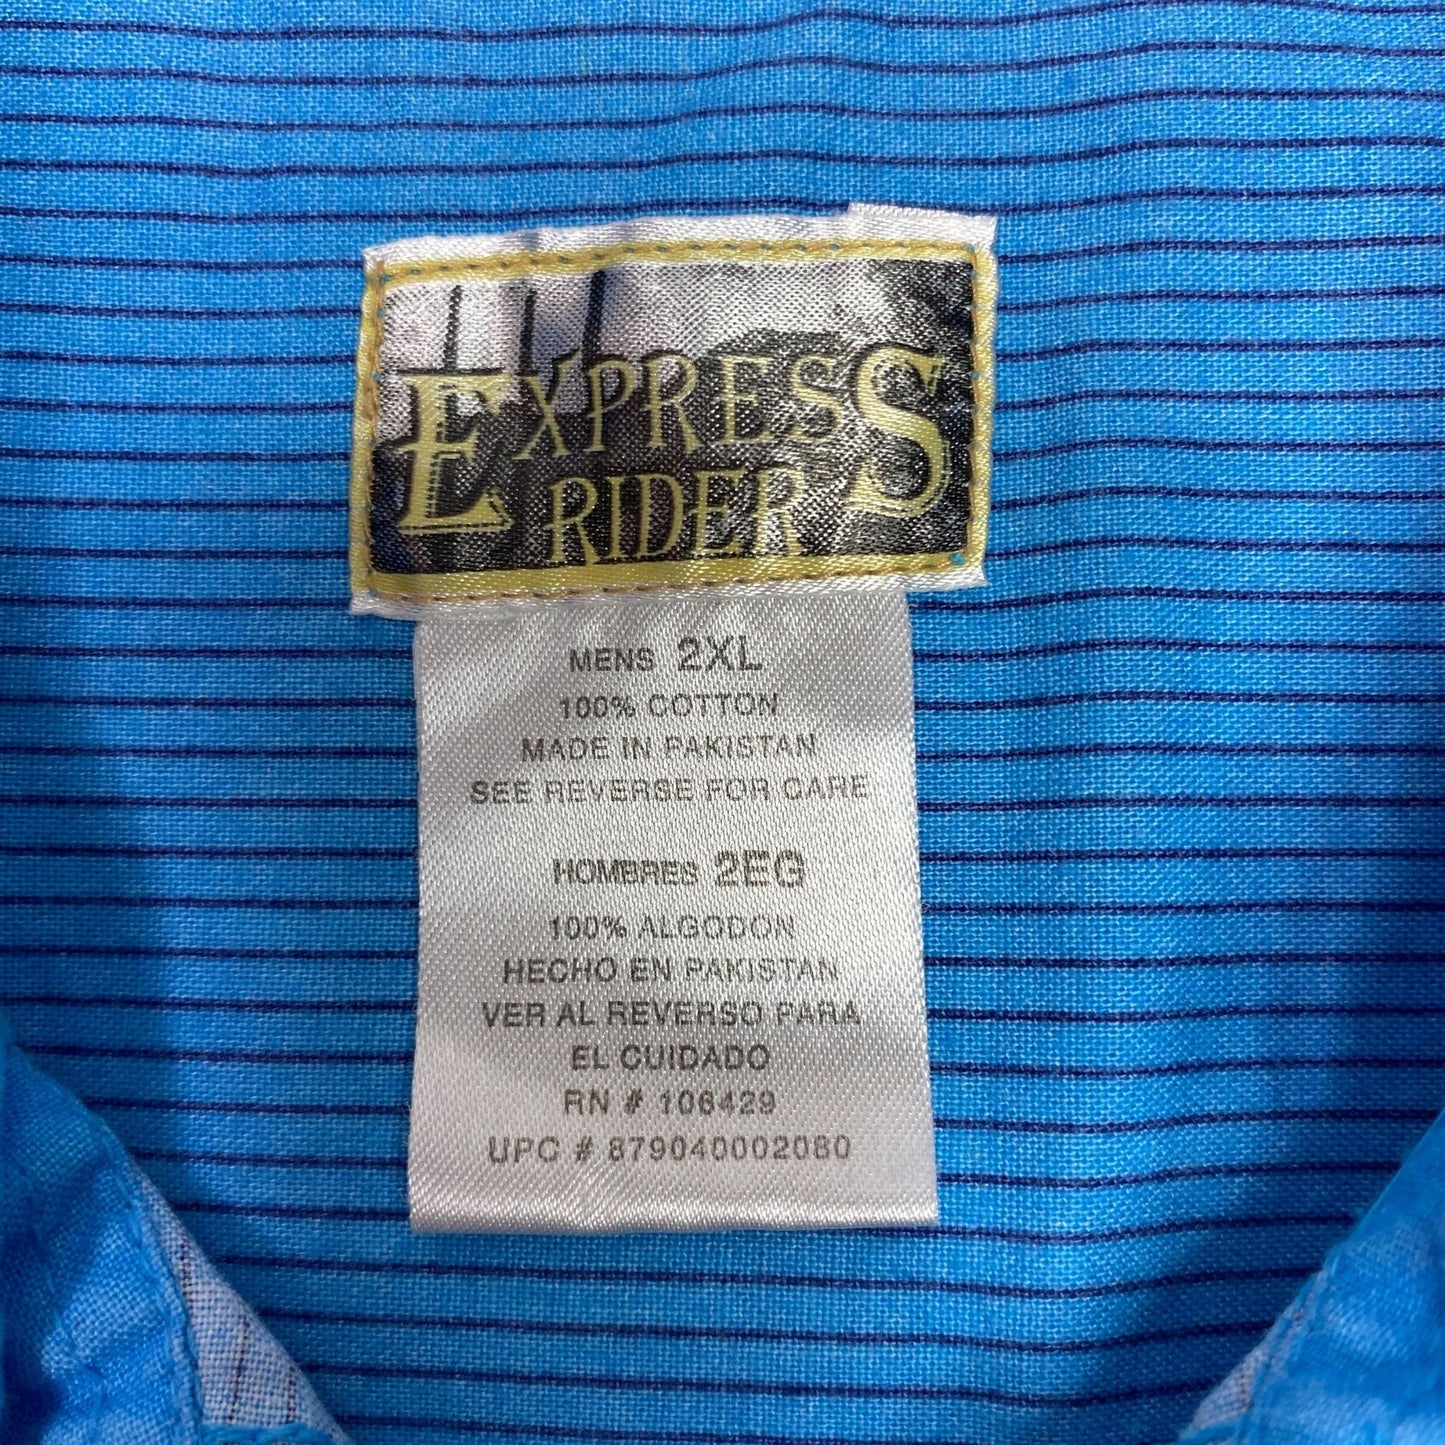 EXPRESS
RIDER
MENS 2XL
100% COTTON
MADE IN PAKISTAN
SEE REVERSE FOR CARE
HOMBRES 2EG
100% ALGODON
HECHO EN PAKISTAN
VER AL REVERSO PARA
EL CUIDADO
RN # 106429
UPC # 879040002080